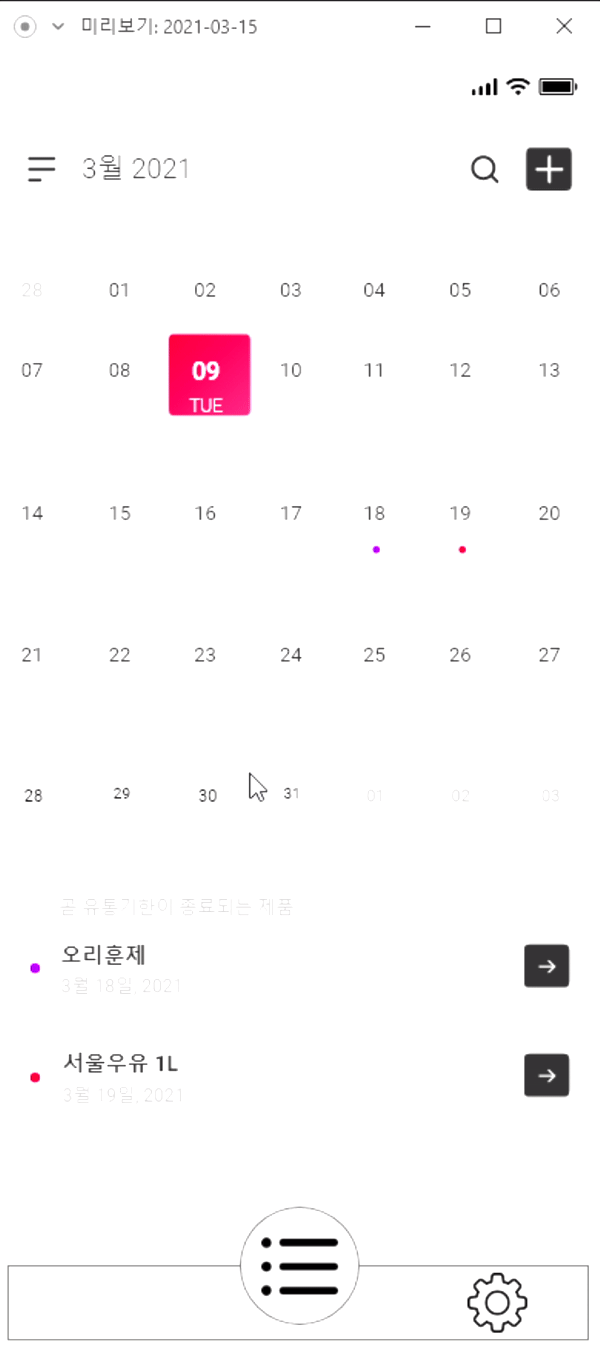 미리보기: 2021-03-15
3월 2021
28 01 02 03 04 05 06
07 08 09 10 11 12 13
TUE
14 15 16 17 18 19 20
21 22 23 24 25 26 27
28 29 30 31 01 02 03
곧 유통기한이 종료되는 제품
오리훈제
3월 18일, 2021
서울우유 1L
3월 19일, 2021